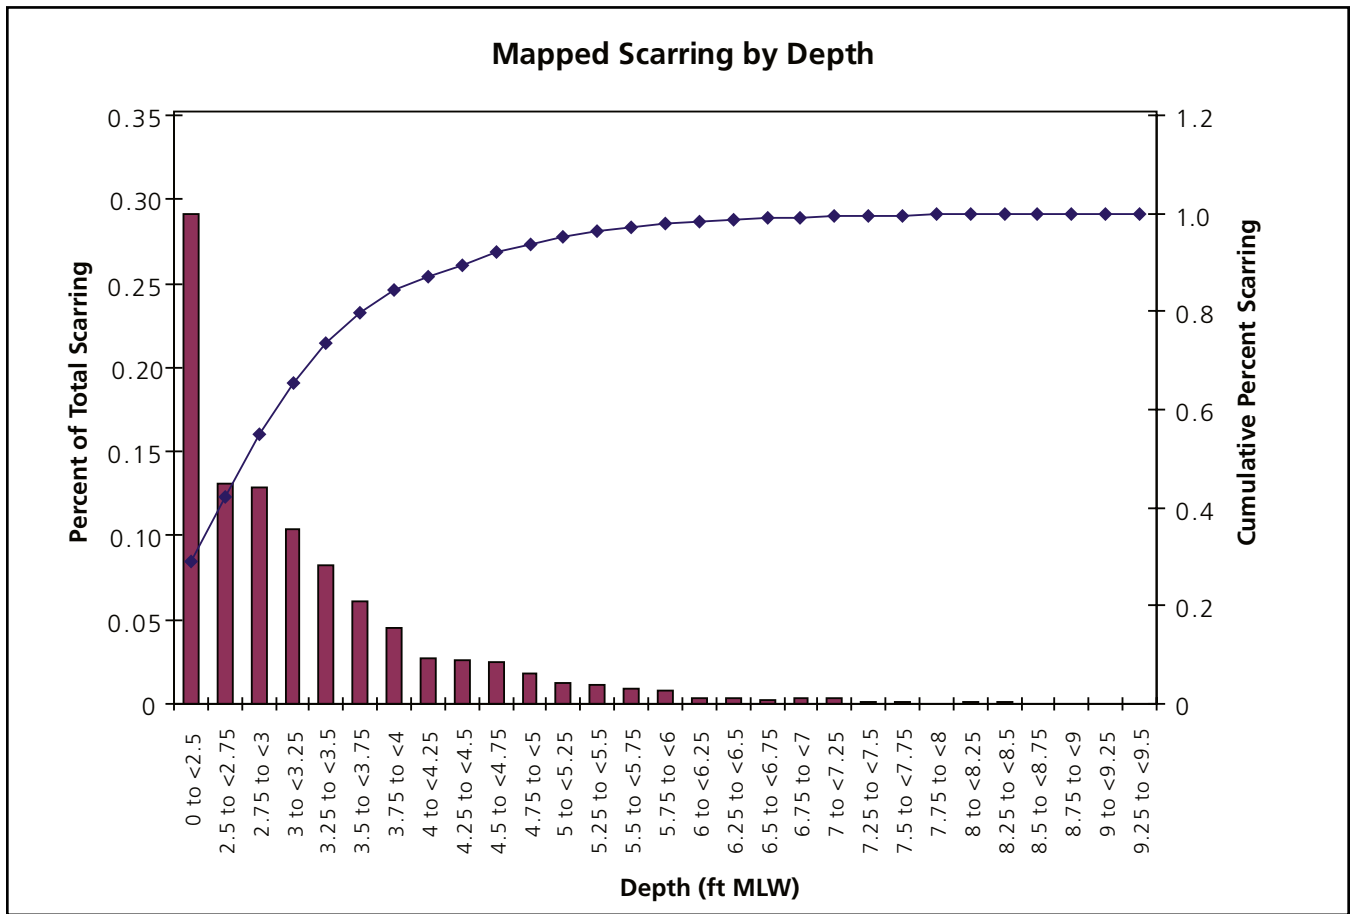 Mapped Scarring by Depth
0.35
0.30
0.25
0.20
0.15
0.10
0.05
0
Percent of Total Scarring
1.2
1.0
0.8
0.6
0.4
0.2
0
Cumulative Percent Scarring
0 to <2.5
2.5 to <2.75
2.75 to <3
3 to <3.25
3.25 to <3.5
3.5 to <3.75
3.75 to <4
4 to <4.25
4.25 to <4.5
4.5 to <4.75
4.75 to <5
5 to <5.25
5.25 to <5.5
5.5 to <5.75
5.75 to <6
6 to <6.25
6.25 to <6.5
6.5 to <6.75
6.75 to <7
7 to <7.25
7.25 to <7.5
7.5 to <7.75
7.75 to <8
8 to <8.25
8.25 to <8.5
8.5 to <8.75
8.75 to <9
9 to <9.25
9.25 to <9.5
Depth (ft MLW)